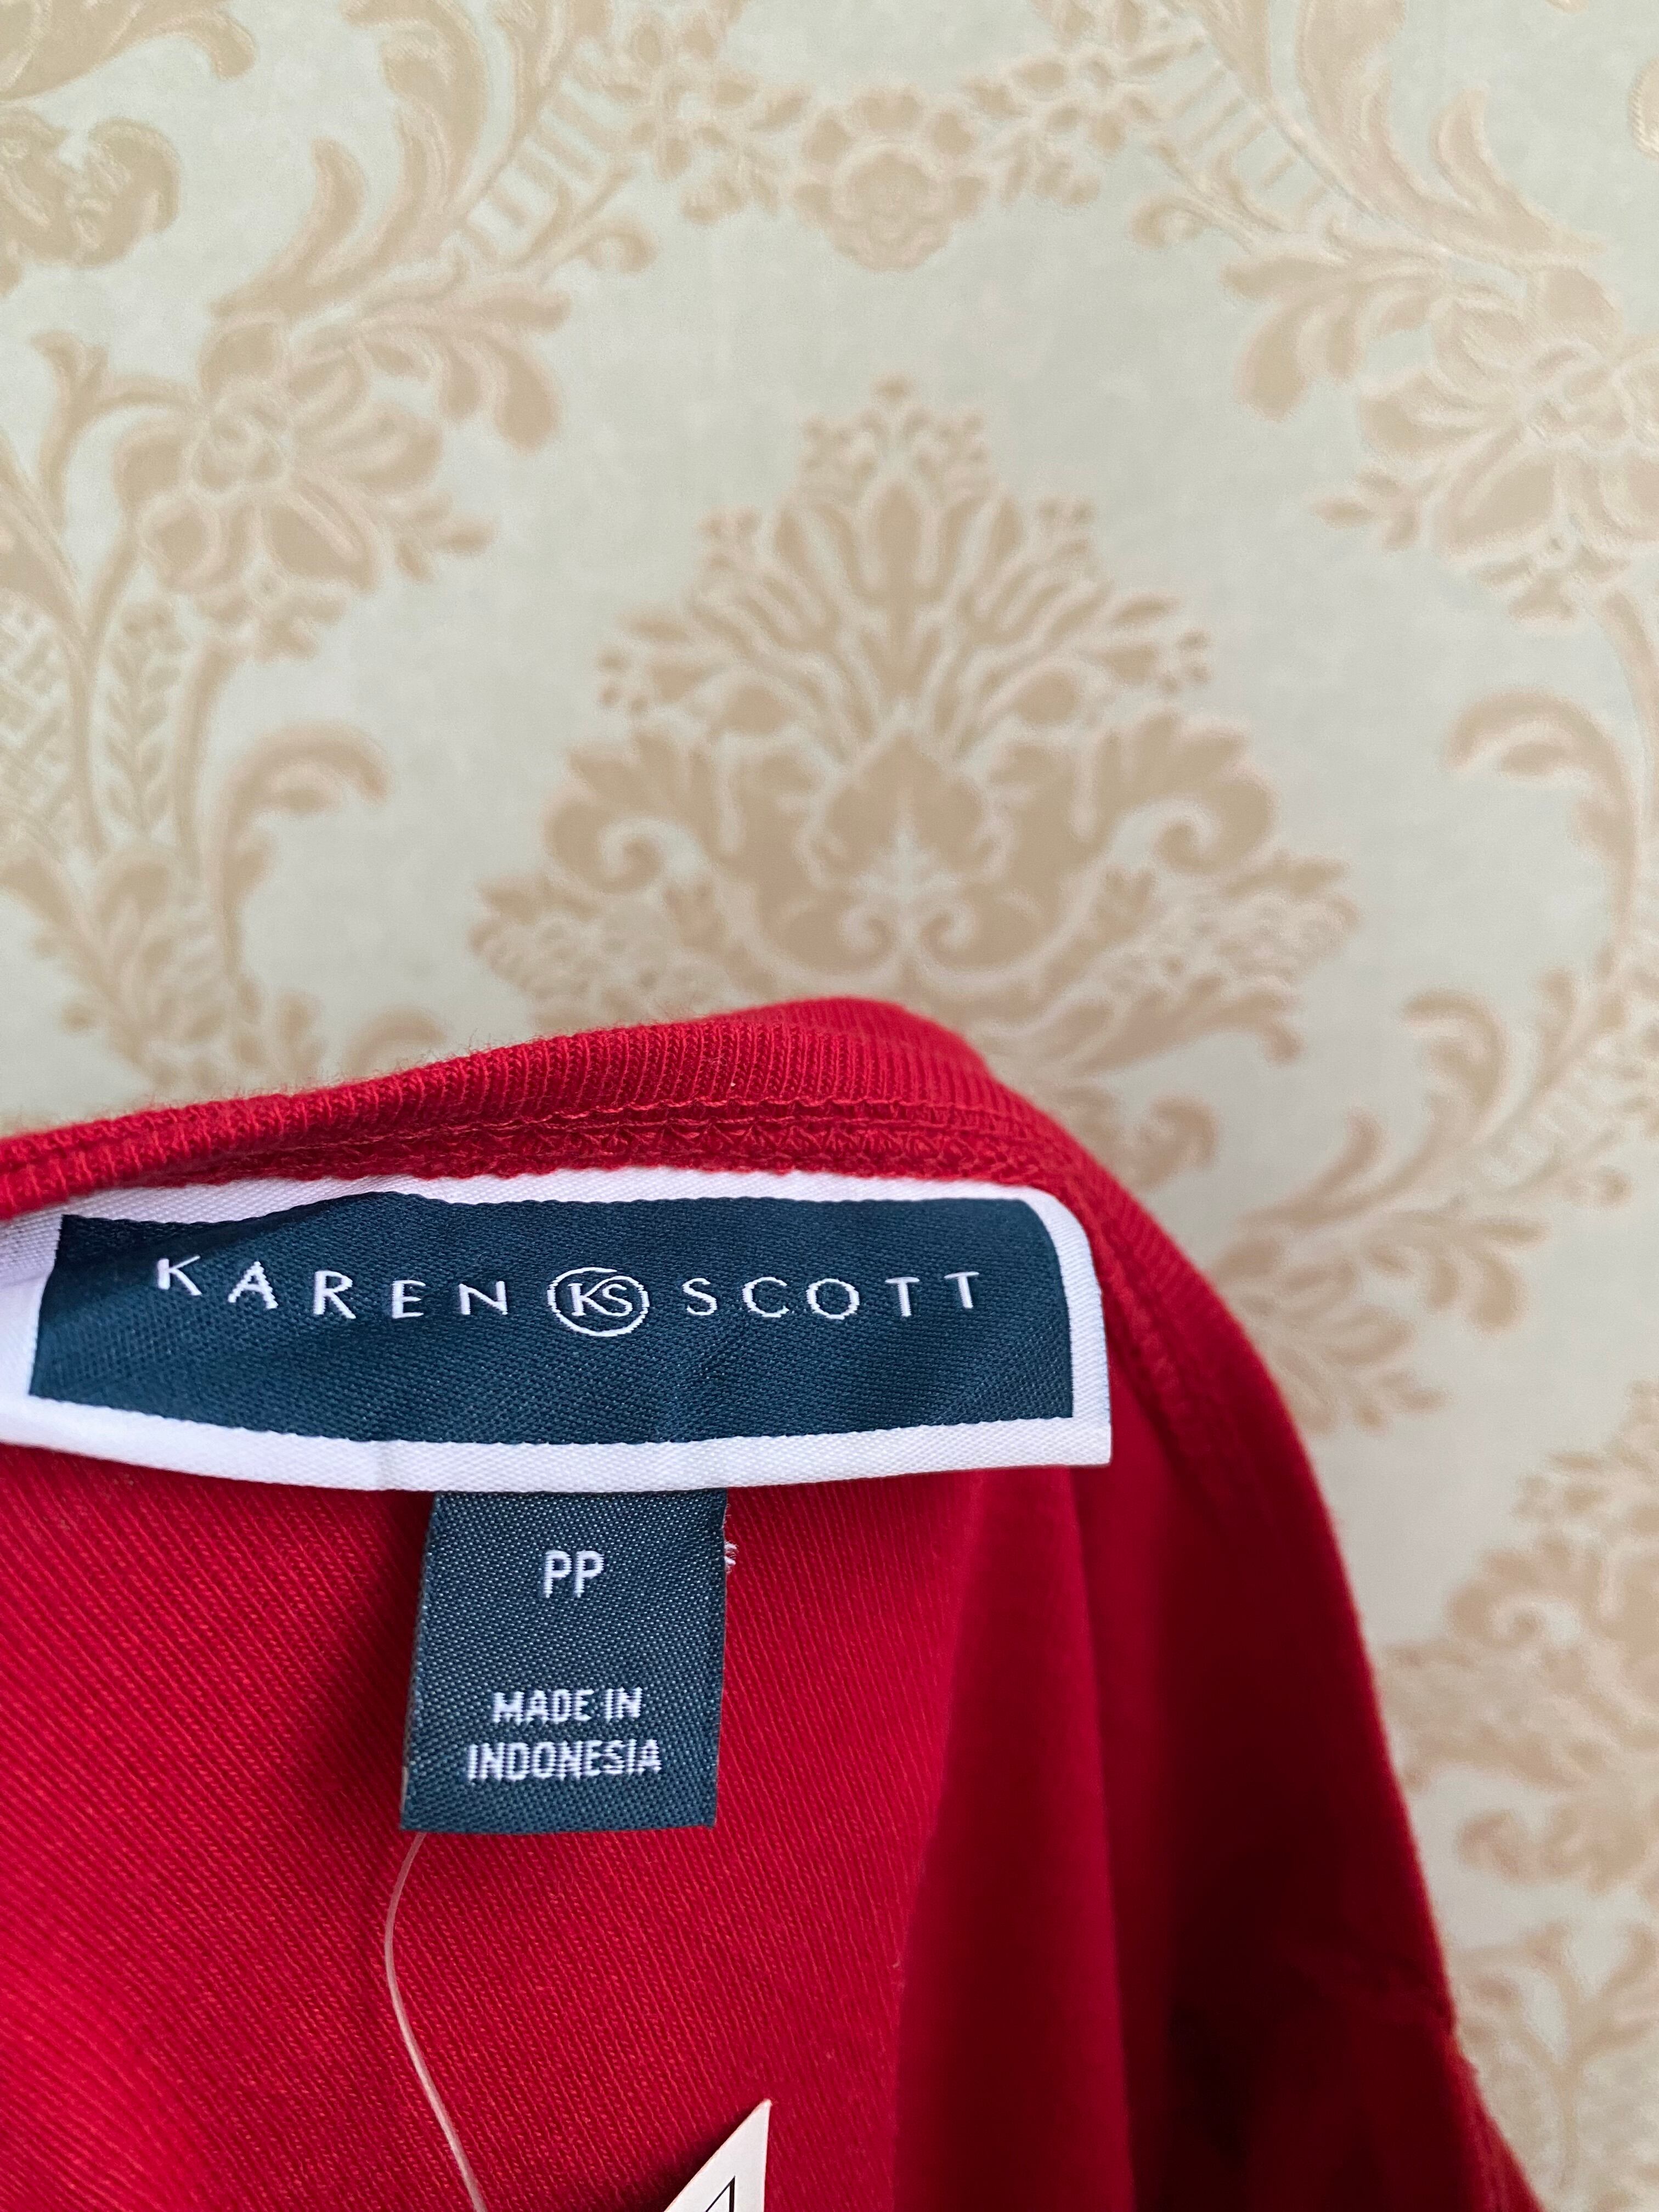 KAREN KS SCOTT
PP
MADE IN
INDONESIA